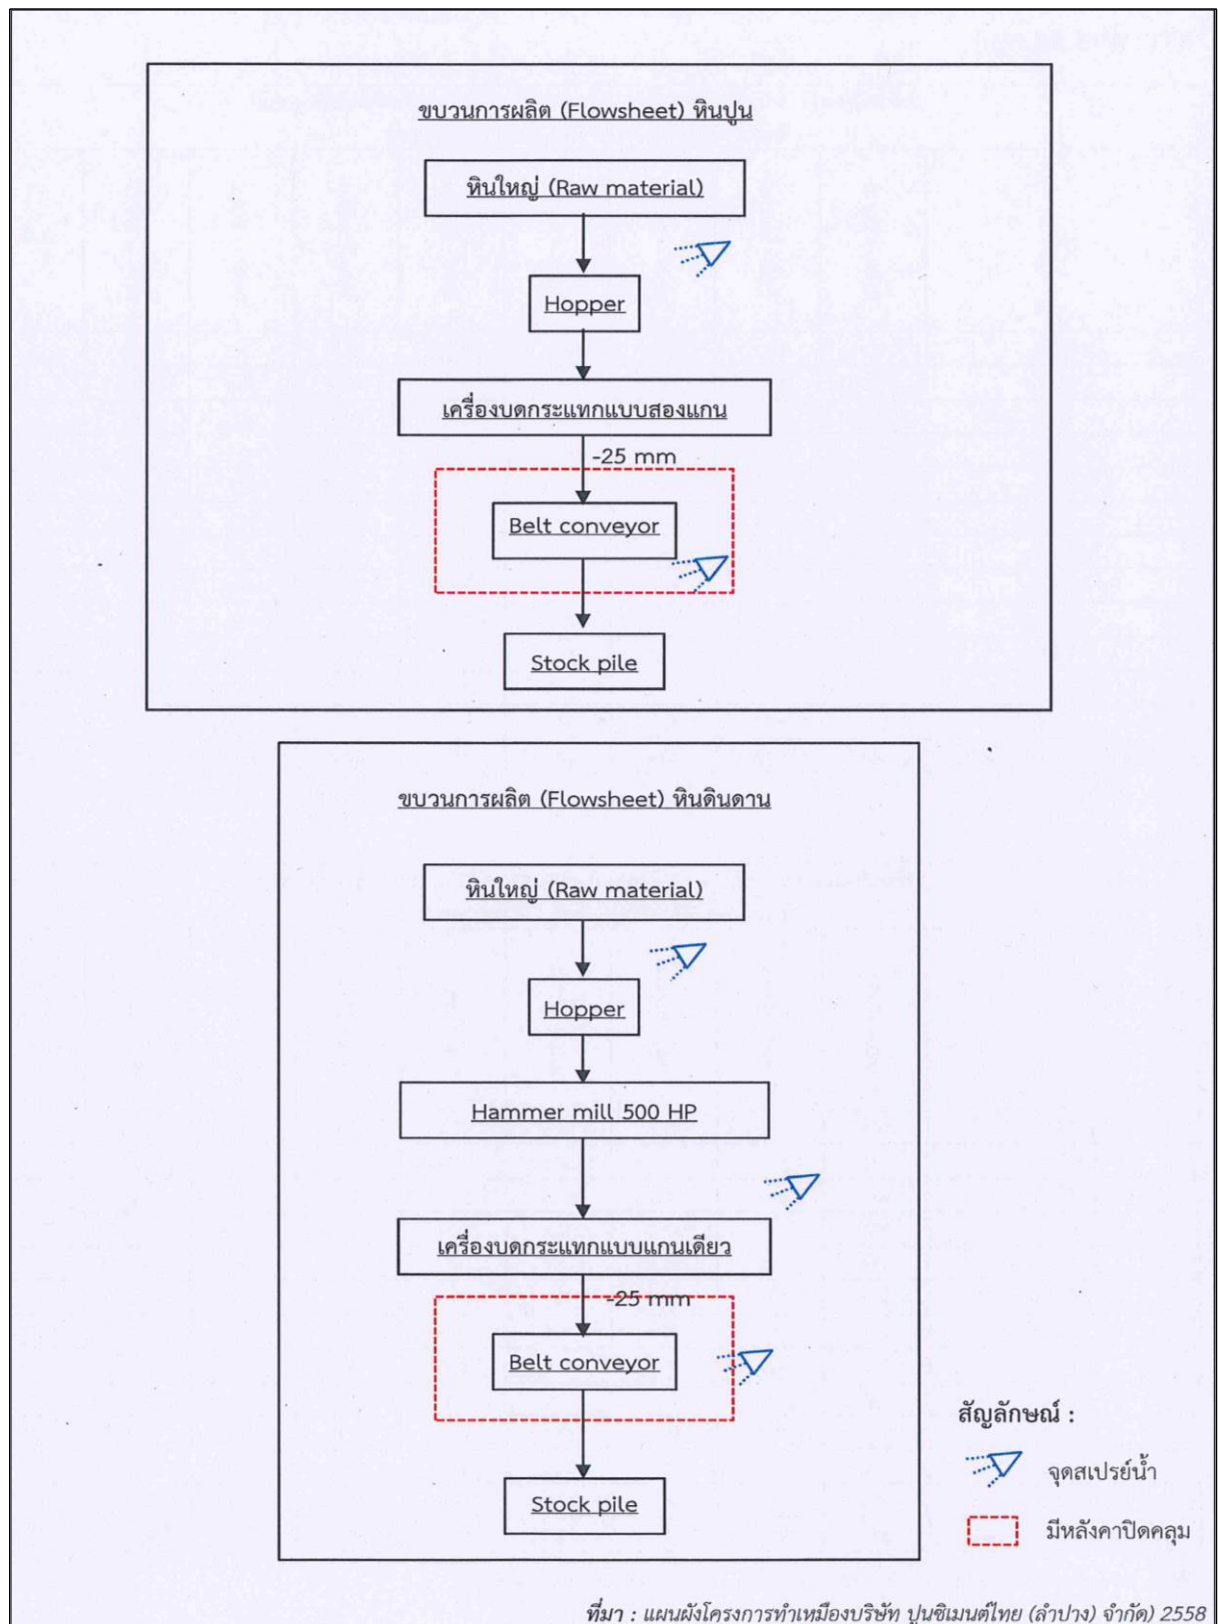 ขบวนการผลิต (Flowsheet) หินปูน
หินใหญ่ (Raw material)
Hopper
เครื่องบดกระแทกแบบสองแกน
-25 mm
Belt conveyor
Stock pile
ขบวนการผลิต (Flowsheet) หินดินดาน
หินใหญ่ (Raw material)
Hopper
Hammer mill 500 HP
เครื่องบดกระแทกแบบแกนเดียว
-25 mm
Belt conveyor
Stock pile
สัญลักษณ์ :
จุดสเปรย์น้ำ
มีหลังคาปิดคลุม
ที่มา : แผนผังโครงการทำเหมืองบริษัท ปูนซิเมนต์ไทย (ลำปาง) จำกัด) 2558